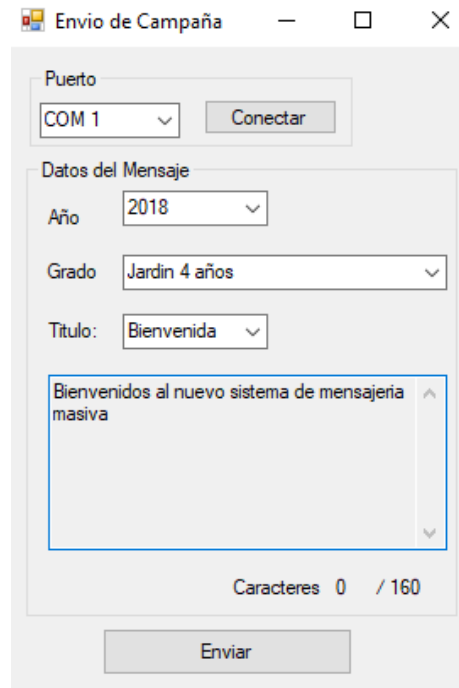 Envio de Campaña
Puerto
COM 1
Conectar
Datos del Mensaje
Año
2018
Grado
Jardin 4 años
Titulo:
Bienvenida
Bienvenidos al nuevo sistema de mensajeria
masiva
Caracteres 0 / 160
Enviar